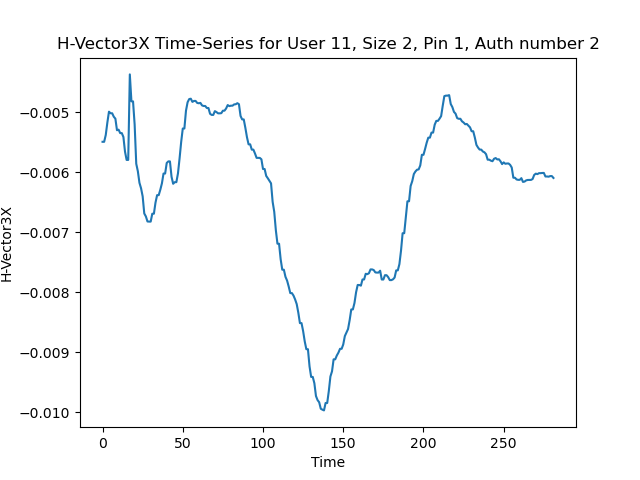 H-Vector3X Time-Series for User 11, Size 2, Pin 1, Auth number 2
H-Vector3X
−0.005
−0.006
−0.007
−0.008
−0.009
−0.010
0 50 100 150 200 250
Time